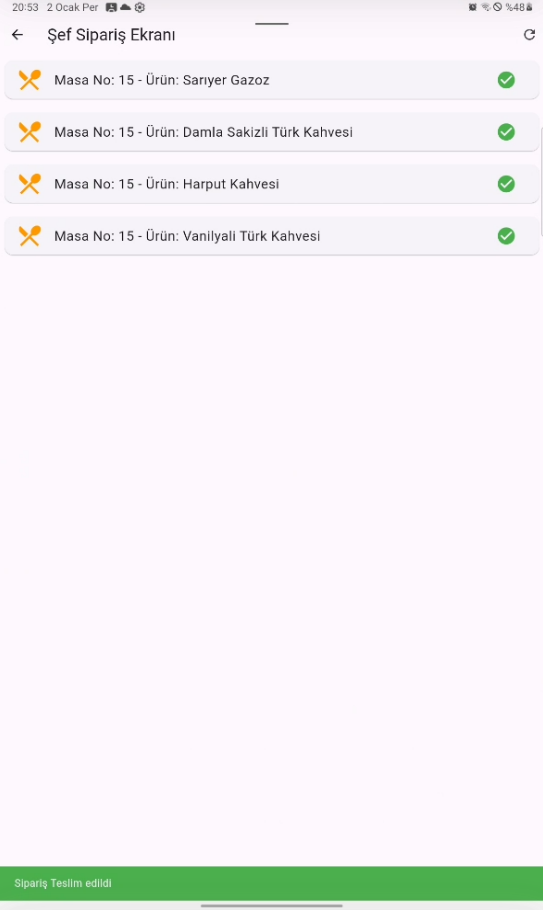 20:53 2 Ocak Per %48
Şef Sipariş Ekranı
Masa No: 15 - Ürün: Sarıyer Gazoz
Masa No: 15 - Ürün: Damla Sakizli Türk Kahvesi
Masa No: 15 - Ürün: Harput Kahvesi
Masa No: 15 - Ürün: Vanilyali Türk Kahvesi
Sipariş Teslim edildi